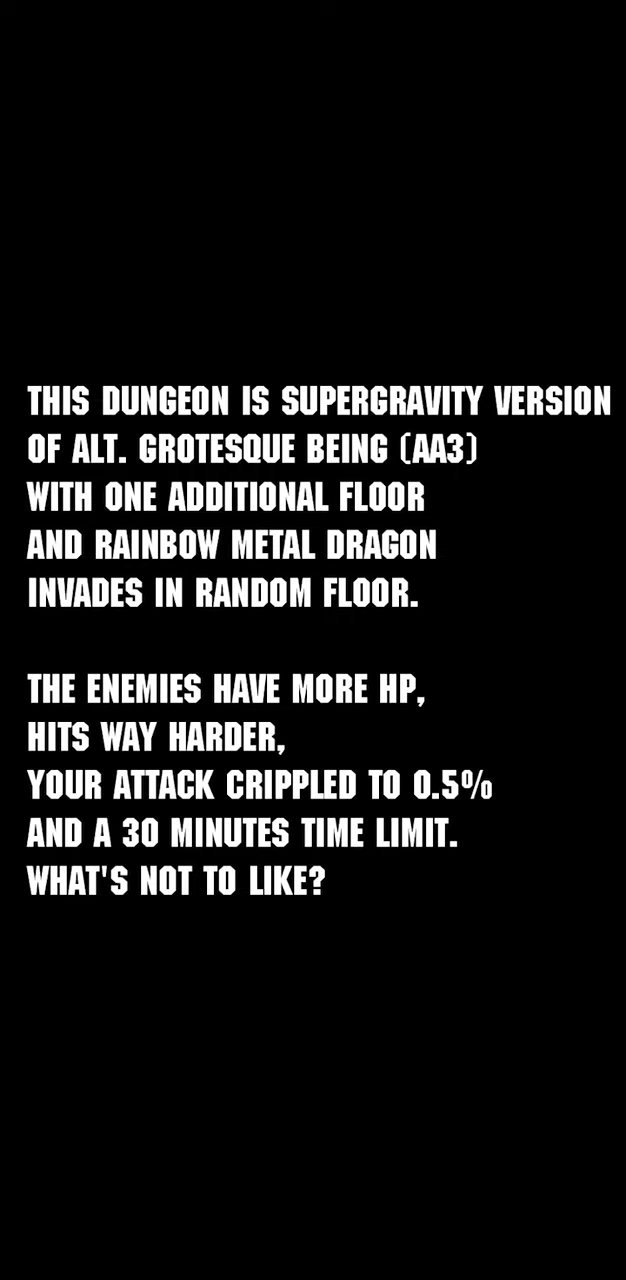 THIS DUNGEON IS SUPERGRAVITY VERSION
OF ALT. GROTESQUE BEING (AA3)
WITH ONE ADDITIONAL FLOOR
AND RAINBOW METAL DRAGON
INVADES IN RANDOM FLOOR.
THE ENEMIES HAVE MORE HP,
HITS WAY HARDER,
YOUR ATTACK CRIPPLED TO 0.5%
AND A 30 MINUTES TIME LIMIT.
WHAT'S NOT TO LIKE?